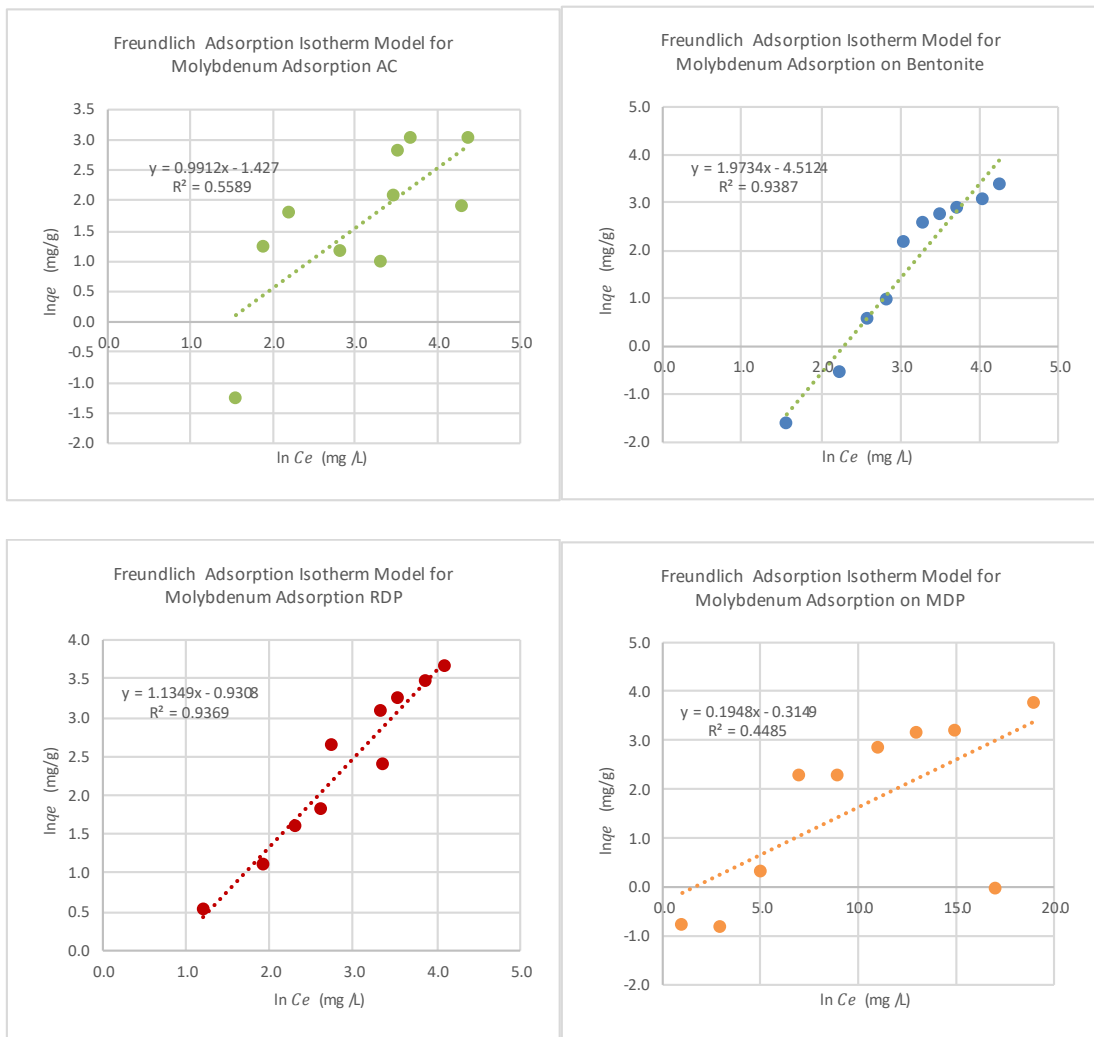 Freundlich Adsorption Isotherm Model for
Molybdenum Adsorption AC
lnqe (mg/g)
3.5
3.0
2.5
2.0
1.5
1.0
0.5
0.0
-0.5
-1.0
-1.5
-2.0
y = 0.9912x - 1.427
R² = 0.5589
0.0 1.0 2.0 3.0 4.0 5.0
ln Ce (mg /L)
Freundlich Adsorption Isotherm Model for
Molybdenum Adsorption on Bentonite
lnqe (mg/g)
5.0
4.0
3.0
2.0
1.0
0.0
-1.0
-2.0
y = 1.9734x - 4.5124
R² = 0.9387
0.0 1.0 2.0 3.0 4.0 5.0
ln Ce (mg /L)
Freundlich Adsorption Isotherm Model for
Molybdenum Adsorption RDP
lnqe (mg/g)
4.0
3.5
3.0
2.5
2.0
1.5
1.0
0.5
0.0
y = 1.1349x - 0.9308
R² = 0.9369
0.0 1.0 2.0 3.0 4.0 5.0
ln Ce (mg /L)
Freundlich Adsorption Isotherm Model for
Molybdenum Adsorption on MDP
lnqe (mg/g)
5.0
4.0
3.0
2.0
1.0
0.0
-1.0
-2.0
y = 0.1948x - 0.3149
R² = 0.4485
0.0 5.0 10.0 15.0 20.0
ln Ce (mg /L)